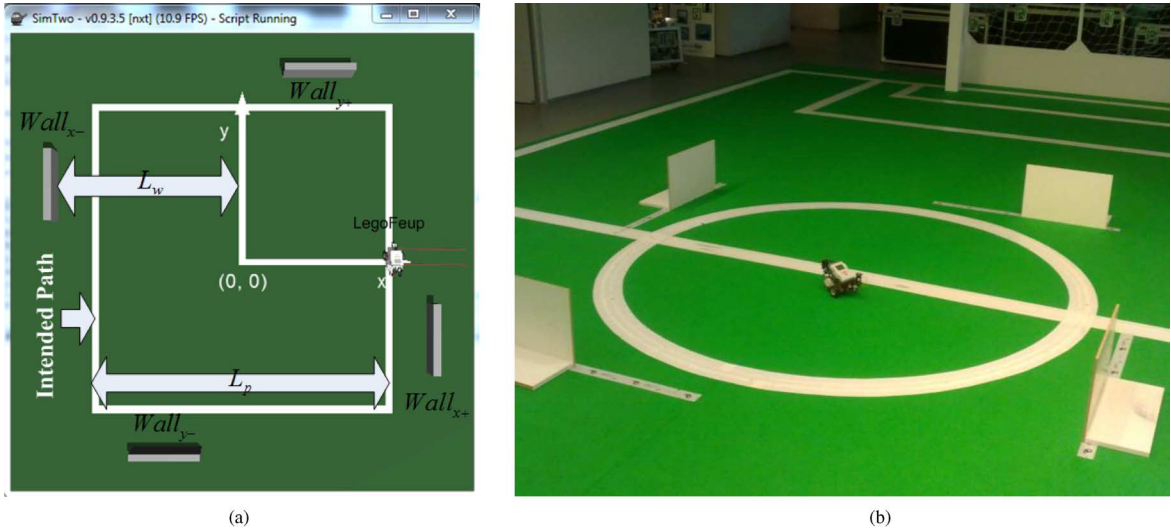 SimTwo - v0.9.3.5 [nxt] (10.9 FPS) - Script Running
Wall_{y+}
Wall_{x-}
y
L_w
LegoFeup
(0, 0)
x
Intended Path
L_p
Wall_{x+}
Wall_{y-}
(a)
(b)